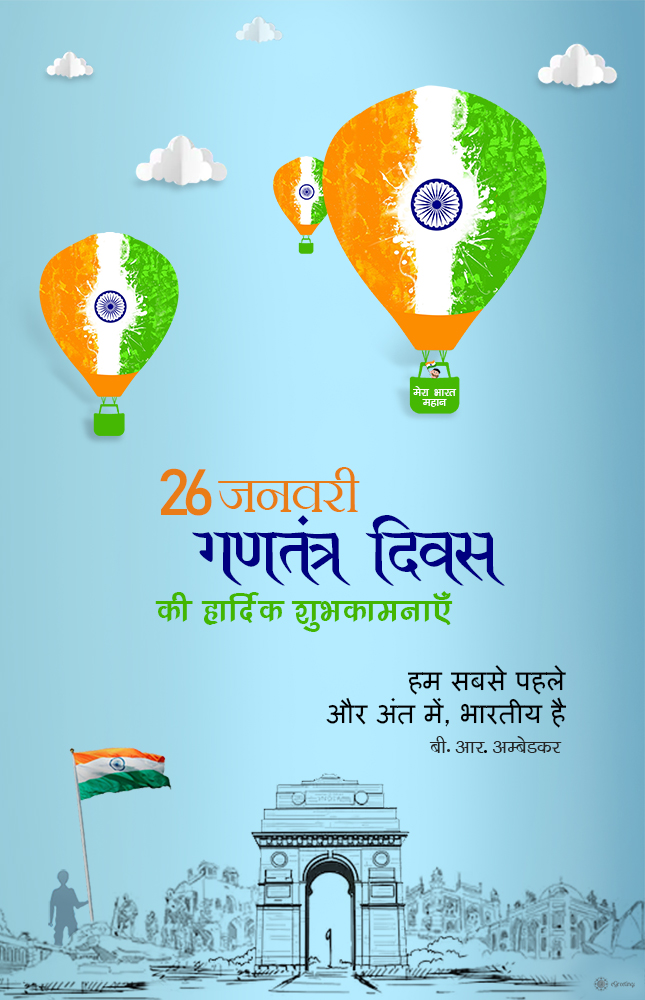 मेरा भारत
महान
26 जनवरी
गणतंत्र दिवस
की हार्दिक शुभकामनाएँ
हम सबसे पहले
और अंत में, भारतीय है
बी. आर. अम्बेडकर